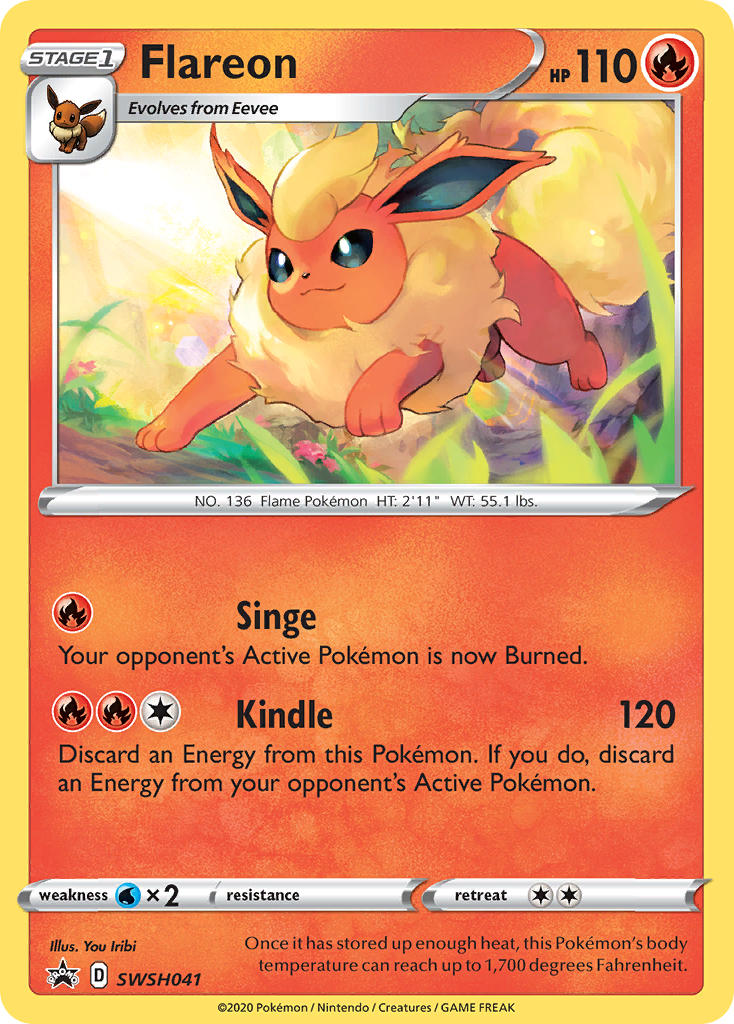 STAGE1
Flareon
HP 110
Evolves from Eevee
NO. 136 Flame Pokémon HT: 2'11" WT: 55.1 lbs.
Singe
Your opponent's Active Pokémon is now Burned.
Kindle 120
Discard an Energy from this Pokémon. If you do, discard
an Energy from your opponent's Active Pokémon.
weakness ×2 resistance retreat
Illus. You Iribi
Once it has stored up enough heat, this Pokémon's body
temperature can reach up to 1,700 degrees Fahrenheit.
PROMO D SWSH041
©2020 Pokémon / Nintendo / Creatures / GAME FREAK